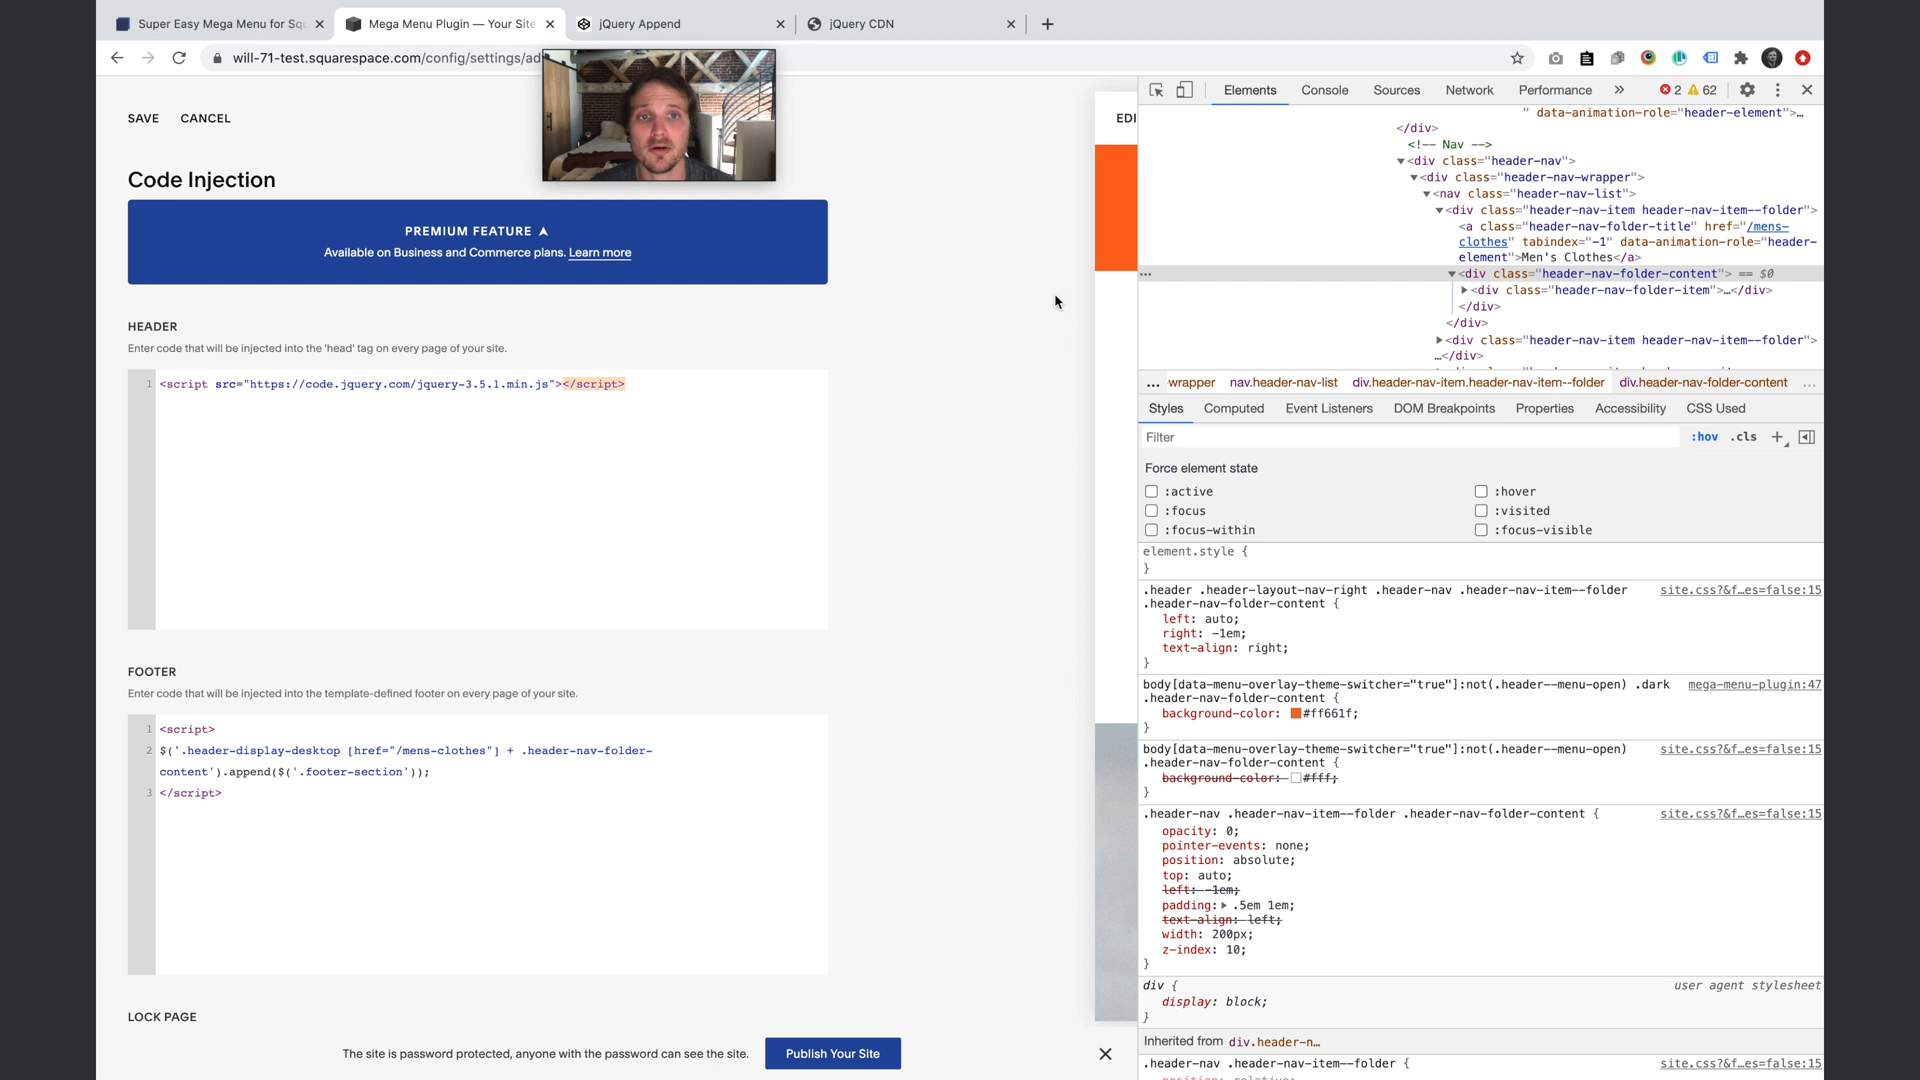 Super Easy Mega Menu for Squ
Mega Menu Plugin — Your Site
jQuery Append
jQuery CDN
will-71-test.squarespace.com/config/settings/ad
SAVE
CANCEL
Code Injection
PREMIUM FEATURE
Available on Business and Commerce plans. Learn more
HEADER
Enter code that will be injected into the 'head' tag on every page of your site.
1 <script src="https://code.jquery.com/jquery-3.5.1.min.js"></script>
FOOTER
Enter code that will be injected into the template-defined footer on every page of your site.
1 <script>
2 $('.header-display-desktop [href="/mens-clothes"] + .header-nav-folder-
content').append($('.footer-section'));
3 </script>
LOCK PAGE
The site is password protected, anyone with the password can see the site.
Publish Your Site
EDI
Elements Console Sources Network Performance » 2 62
" data-animation-role="header-element">…
</div>
<!-- Nav -->
<div class="header-nav">
<div class="header-nav-wrapper">
<nav class="header-nav-list">
<div class="header-nav-item header-nav-item--folder">
<a class="header-nav-folder-title" href="/mens-
clothes" tabindex="-1" data-animation-role="header-
element">Men's Clothes</a>
<div class="header-nav-folder-content"> == $0
<div class="header-nav-folder-item">…</div>
</div>
</div>
<div class="header-nav-item header-nav-item--folder">
…</div>
… wrapper nav.header-nav-list div.header-nav-item.header-nav-item--folder div.header-nav-folder-content …
Styles Computed Event Listeners DOM Breakpoints Properties Accessibility CSS Used
Filter :hov .cls +
Force element state
:active :hover
:focus :visited
:focus-within :focus-visible
element.style {
}
.header .header-layout-nav-right .header-nav .header-nav-item--folder site.css?&f…es=false:15
.header-nav-folder-content {
left: auto;
right: -1em;
text-align: right;
}
body[data-menu-overlay-theme-switcher="true"]:not(.header--menu-open) .dark mega-menu-plugin:47
.header-nav-folder-content {
background-color: #ff661f;
}
body[data-menu-overlay-theme-switcher="true"]:not(.header--menu-open) site.css?&f…es=false:15
.header-nav-folder-content {
background-color: #fff;
}
.header-nav .header-nav-item--folder .header-nav-folder-content { site.css?&f…es=false:15
opacity: 0;
pointer-events: none;
position: absolute;
top: auto;
left: -1em;
padding: .5em 1em;
text-align: left;
width: 200px;
z-index: 10;
}
div { user agent stylesheet
display: block;
}
Inherited from div.header-n…
.header-nav .header-nav-item--folder { site.css?&f…es=false:15